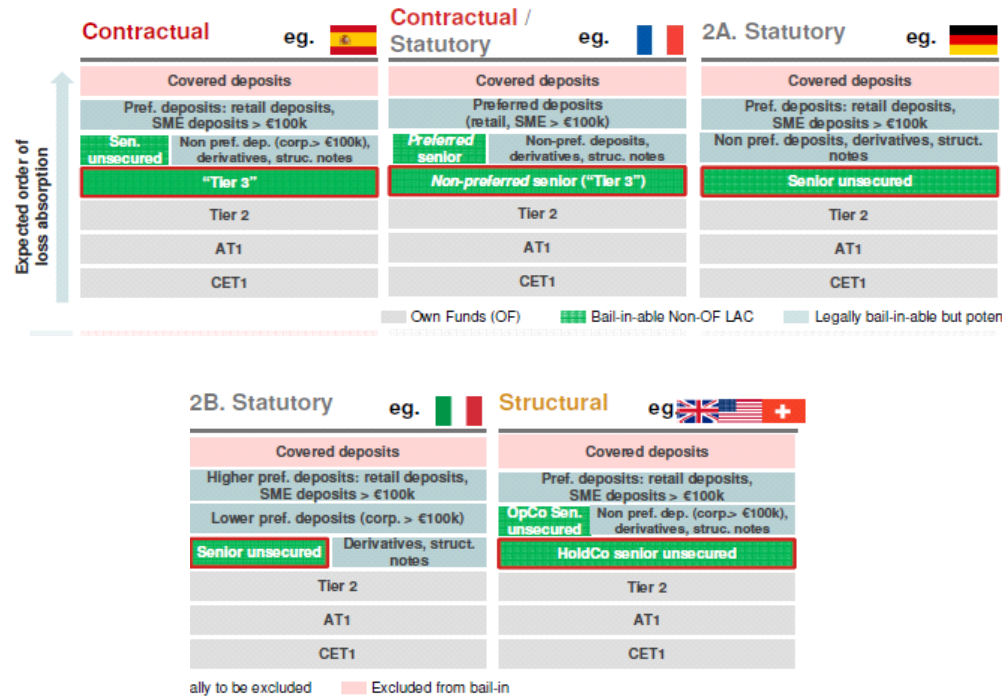 Contractual eg.
Contractual /
Statutory eg.
2A. Statutory eg.
Expected order of
loss absorption
Covered deposits
Pref. deposits: retail deposits,
SME deposits > €100k
Sen.
unsecured
Non pref. dep. (corp.> €100k),
derivatives, struc. notes
“Tier 3”
Tier 2
AT1
CET1
Covered deposits
Preferred deposits
(retail, SME > €100k)
Preferred
senior
Non-pref. deposits,
derivatives, struc. notes
Non-preferred senior (“Tier 3”)
Tier 2
AT1
CET1
Covered deposits
Pref. deposits: retail deposits,
SME deposits > €100k
Non pref. deposits, derivatives, struct.
notes
Senior unsecured
Tier 2
AT1
CET1
Own Funds (OF)
Bail-in-able Non-OF LAC
Legally bail-in-able but poten
2B. Statutory eg.
Structural eg.
Covered deposits
Higher pref. deposits: retail deposits,
SME deposits > €100k
Lower pref. deposits (corp. > €100k)
Senior unsecured
Derivatives, struct.
notes
Tier 2
AT1
CET1
Covered deposits
Pref. deposits: retail deposits,
SME deposits > €100k
OpCo Sen.
unsecured
Non pref. dep. (corp.> €100k),
derivatives, struc. notes
HoldCo senior unsecured
Tier 2
AT1
CET1
ally to be excluded
Excluded from bail-in